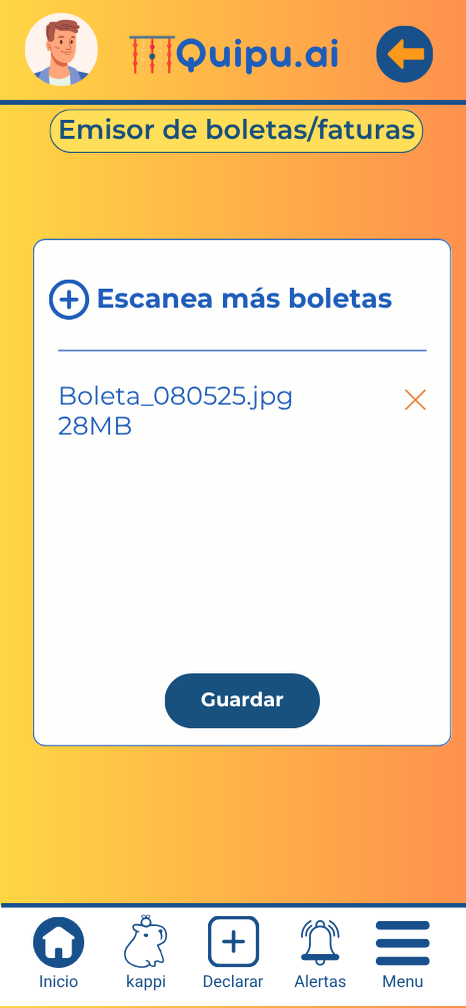 Quipu.ai
Emisor de boletas/faturas
Escanea más boletas
Boleta_080525.jpg
28MB
Guardar
Inicio
kappi
Declarar
Alertas
Menu